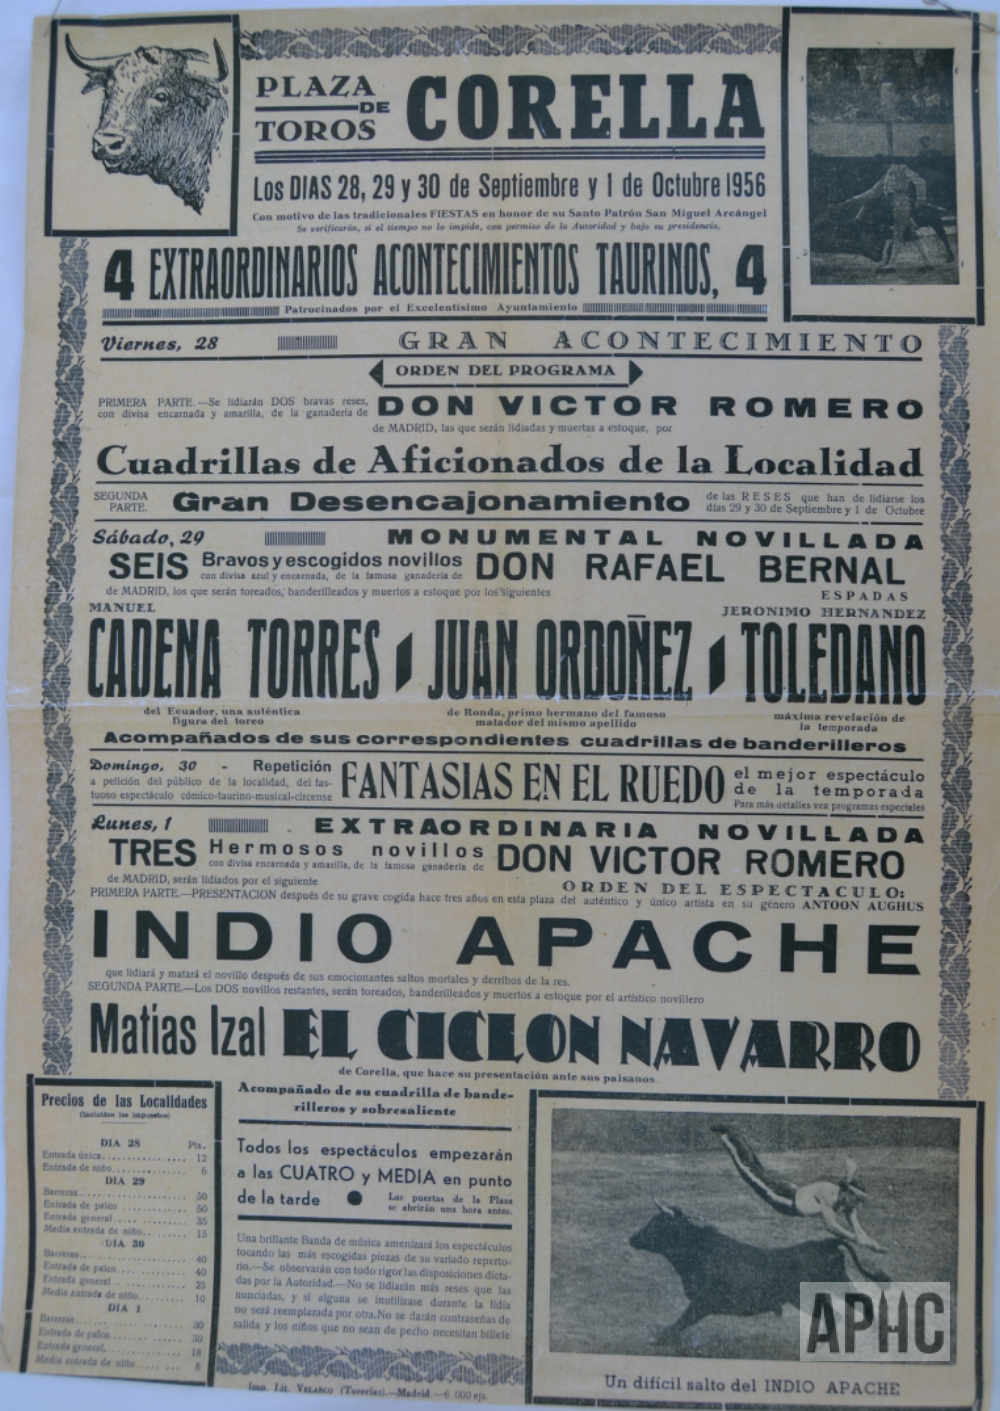 PLAZA
DE
TOROS
CORELLA
Los DIAS 28, 29 y 30 de Septiembre y 1 de Octubre 1956
Con motivo de las tradicionales FIESTAS en honor de su Santo Patrón San Miguel Arcángel
Se verificarán, si el tiempo no lo impide, con permiso de la Autoridad y bajo su presidencia,
4 EXTRAORDINARIOS ACONTECIMIENTOS TAURINOS, 4
Patrocinados por el Excelentísimo Ayuntamiento
Viernes, 28 GRAN ACONTECIMIENTO
ORDEN DEL PROGRAMA
PRIMERA PARTE.—Se lidiarán DOS bravas reses,
con divisa encarnada y amarilla, de la ganadería de
DON VICTOR ROMERO
de MADRID, las que serán lidiadas y muertas a estoque, por
Cuadrillas de Aficionados de la Localidad
SEGUNDA
PARTE.
Gran Desencajonamiento
de las RESES que han de lidiarse los
días 29 y 30 de Septiembre y 1 de Octubre
Sábado, 29 MONUMENTAL NOVILLADA
SEIS
Bravos y escogidos novillos
con divisa azul y encarnada, de la famosa ganadería de
DON RAFAEL BERNAL
de MADRID, los que serán toreados, banderilleados y muertos a estoque por los siguientes
ESPADAS
MANUEL
JERONIMO HERNANDEZ
CADENA TORRES - JUAN ORDOÑEZ - TOLEDANO
del Ecuador, una auténtica
figura del toreo
de Ronda, primo hermano del famoso
matador del mismo apellido
máxima revelación de
la temporada
Acompañados de sus correspondientes cuadrillas de banderilleros
Domingo, 30 - Repetición
a petición del público de la localidad, del fas-
tuoso espectáculo cómico-taurino-musical-circense
FANTASIAS EN EL RUEDO
el mejor espectáculo
de la temporada
Para más detalles vea programas especiales
Lunes, 1 EXTRAORDINARIA NOVILLADA
TRES
Hermosos novillos
con divisa encarnada y amarilla, de la famosa ganadería de
DON VICTOR ROMERO
de MADRID, serán lidiados por el siguiente
ORDEN DEL ESPECTACULO:
PRIMERA PARTE.—PRESENTACION después de su grave cogida hace tres años en esta plaza del auténtico y único artista en su género ANTOON AUGHUS
INDIO APACHE
que lidiará y matará el novillo después de sus emocionantes saltos mortales y derribos de la res.
SEGUNDA PARTE.—Los DOS novillos restantes, serán toreados, banderilleados y muertos a estoque por el artístico novillero
Matías Izal EL CICLON NAVARRO
de Corella, que hace su presentación ante sus paisanos.
Acompañado de su cuadrilla de bande-
rilleros y sobresaliente
Precios de las Localidades
(Incluidos los impuestos)
DIA 28 Pts.
Entrada única 12
Entrada de niño 6
DIA 29
Barreras 50
Entrada de palco 50
Entrada general 35
Media entrada de niño 15
DIA 30
Barreras 40
Entrada de palco 40
Entrada general 25
Media entrada de niño 10
DIA 1
Barreras 30
Entrada de palco 30
Entrada general 18
Media entrada de niño 8
Todos los espectáculos empezarán
a las CUATRO y MEDIA en punto
de la tarde
Las puertas de la Plaza
se abrirán una hora antes.
Una brillante Banda de música amenizará los espectáculos
tocando las más escogidas piezas de su variado reperto-
rio.—Se observarán con todo rigor las disposiciones dicta-
das por la Autoridad.—No se lidiarán más reses que las
nunciadas, y si alguna se inutilizase durante la lidia
no será reemplazada por otra. No se darán contraseñas de
salida y los niños que no sean de pecho necesitan billete
Imp. Lit. VELASCO (Torerías).—Madrid.—6.000 ejs.
APHC
Un difícil salto del INDIO APACHE